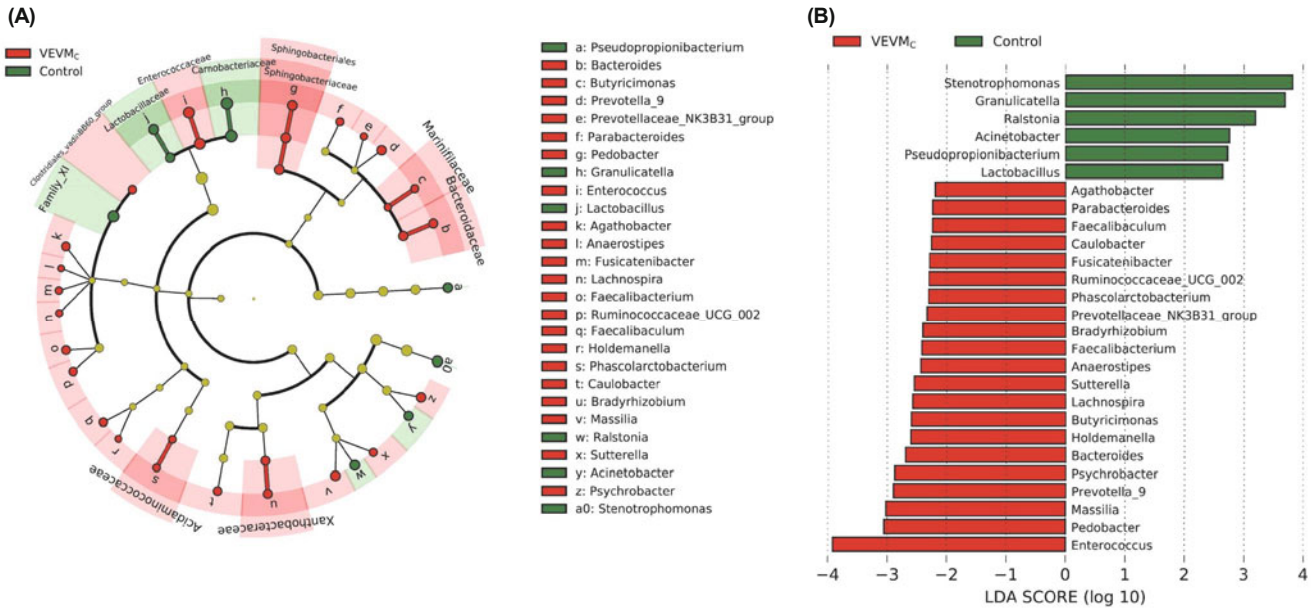 (A)
VEVMC
Control
Sphingobacteriales
Sphingobacteriaceae
Enterococcaceae
Carnobacteriaceae
Lactobacillaceae
Clostridiales_vadinBB60_group
Family_XI
Marinifilaceae
Bacteroidaceae
Acidaminococcaceae
Xanthobacteraceae
a
b
c
d
e
f
g
h
i
j
k
l
m
n
o
p
q
r
s
t
u
v
w
x
y
z
a0
a: Pseudopropionibacterium
b: Bacteroides
c: Butyricimonas
d: Prevotella_9
e: Prevotellaceae_NK3B31_group
f: Parabacteroides
g: Pedobacter
h: Granulicatella
i: Enterococcus
j: Lactobacillus
k: Agathobacter
l: Anaerostipes
m: Fusicatenibacter
n: Lachnospira
o: Faecalibacterium
p: Ruminococcaceae_UCG_002
q: Faecalibaculum
r: Holdemanella
s: Phascolarctobacterium
t: Caulobacter
u: Bradyrhizobium
v: Massilia
w: Ralstonia
x: Sutterella
y: Acinetobacter
z: Psychrobacter
a0: Stenotrophomonas
(B)
VEVMC
Control
Stenotrophomonas
Granulicatella
Ralstonia
Acinetobacter
Pseudopropionibacterium
Lactobacillus
Agathobacter
Parabacteroides
Faecalibaculum
Caulobacter
Fusicatenibacter
Ruminococcaceae_UCG_002
Phascolarctobacterium
Prevotellaceae_NK3B31_group
Bradyrhizobium
Faecalibacterium
Anaerostipes
Sutterella
Lachnospira
Butyricimonas
Holdemanella
Bacteroides
Psychrobacter
Prevotella_9
Massilia
Pedobacter
Enterococcus
−4 −3 −2 −1 0 1 2 3 4
LDA SCORE (log 10)